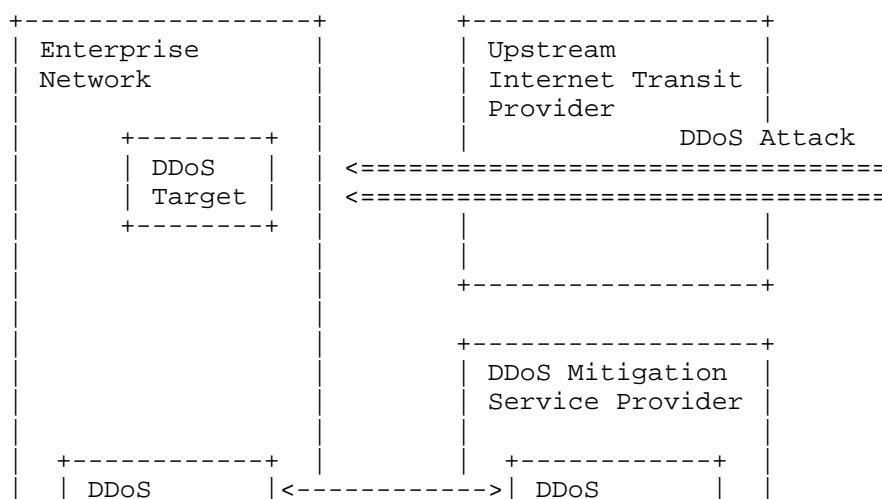 Enterprise
Network
Upstream
Internet Transit
Provider
DDoS Attack
DDoS
Target
DDoS Mitigation
Service Provider
DDoS
DDoS